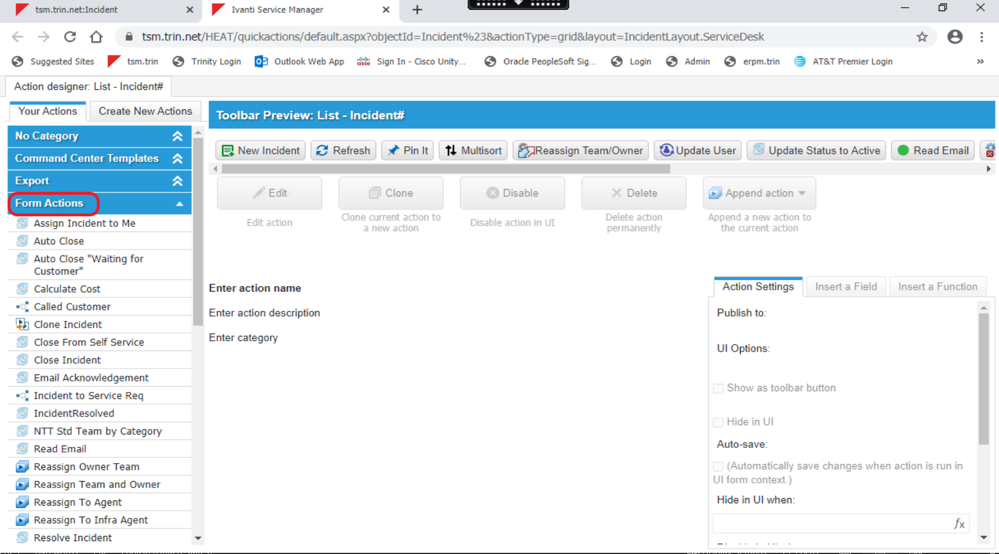 tsm.trin.net:Incident
Ivanti Service Manager
tsm.trin.net/HEAT/quickactions/default.aspx?objectId=Incident%23&actionType=grid&layout=IncidentLayout.ServiceDesk
Suggested Sites tsm.trin Trinity Login Outlook Web App Sign In - Cisco Unity... Oracle PeopleSoft Sig... Login Admin erpm.trin AT&T Premier Login »
Action designer: List - Incident#
Your Actions
Create New Actions
No Category
Command Center Templates
Export
Form Actions
Assign Incident to Me
Auto Close
Auto Close "Waiting for
Customer"
Calculate Cost
Called Customer
Clone Incident
Close From Self Service
Close Incident
Email Acknowledgement
Incident to Service Req
IncidentResolved
NTT Std Team by Category
Read Email
Reassign Owner Team
Reassign Team and Owner
Reassign To Agent
Reassign To Infra Agent
Resolve Incident
Toolbar Preview: List - Incident#
New Incident Refresh Pin It Multisort Reassign Team/Owner Update User Update Status to Active Read Email
Edit
Edit action
Clone
Clone current action to
a new action
Disable
Disable action in UI
Delete
Delete action
permanently
Append action
Append a new action to
the current action
Enter action name
Enter action description
Enter category
Action Settings
Insert a Field
Insert a Function
Publish to:
UI Options:
Show as toolbar button
Hide in UI
Auto-save:
(Automatically save changes when action is run in
UI form context.)
Hide in UI when:
fx